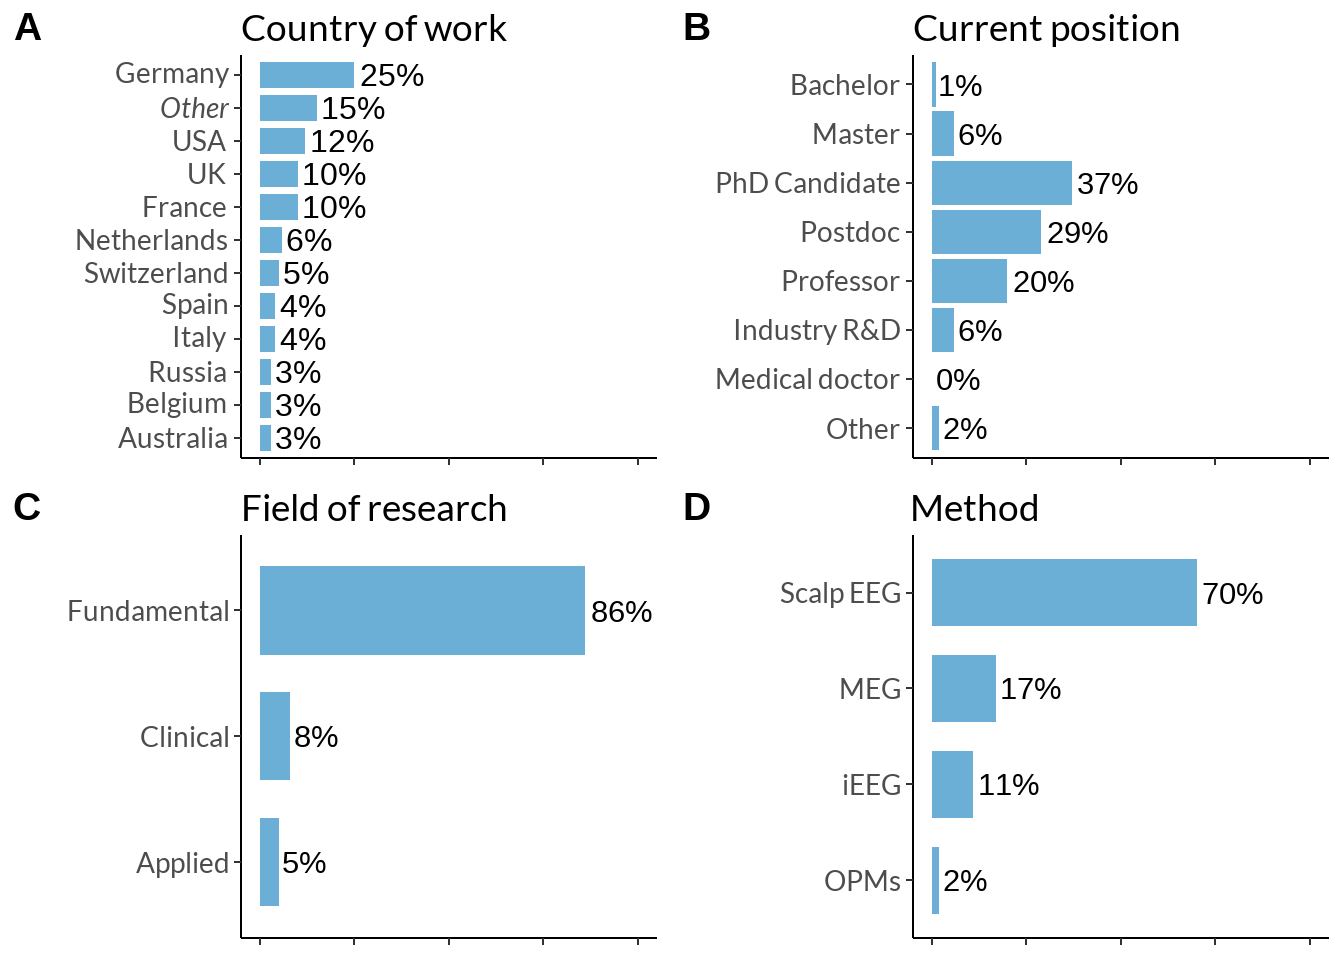 A Country of work
Germany 25%
Other 15%
USA 12%
UK 10%
France 10%
Netherlands 6%
Switzerland 5%
Spain 4%
Italy 4%
Russia 3%
Belgium 3%
Australia 3%
B Current position
Bachelor 1%
Master 6%
PhD Candidate 37%
Postdoc 29%
Professor 20%
Industry R&D 6%
Medical doctor 0%
Other 2%
C Field of research
Fundamental 86%
Clinical 8%
Applied 5%
D Method
Scalp EEG 70%
MEG 17%
iEEG 11%
OPMs 2%